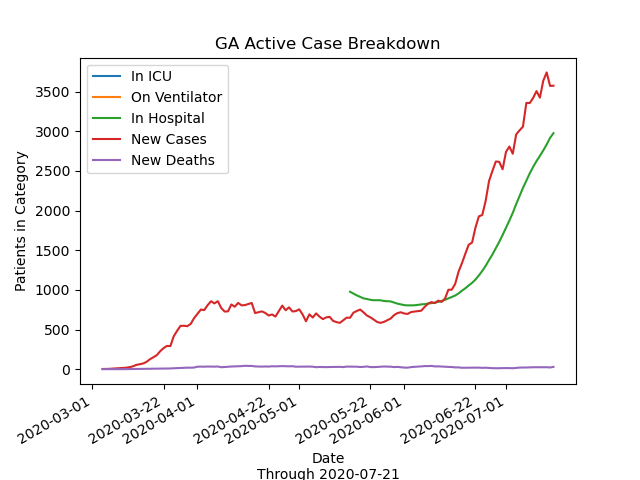 GA Active Case Breakdown
In ICU
On Ventilator
In Hospital
New Cases
New Deaths
Patients in Category
3500
3000
2500
2000
1500
1000
500
0
2020-03-01
2020-03-22
2020-04-01
2020-04-22
2020-05-01
2020-05-22
2020-06-01
2020-06-22
2020-07-01
Date
Through 2020-07-21